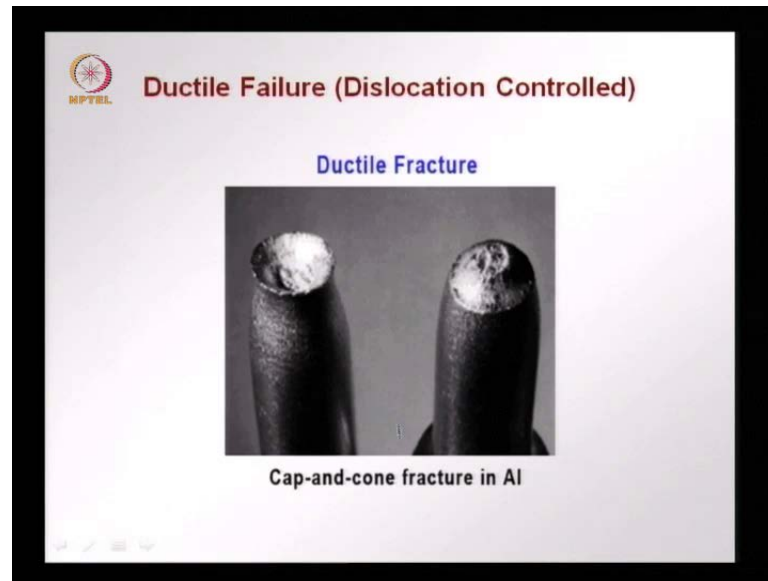 NPTEL
Ductile Failure (Dislocation Controlled)
Ductile Fracture
Cap-and-cone fracture in Al